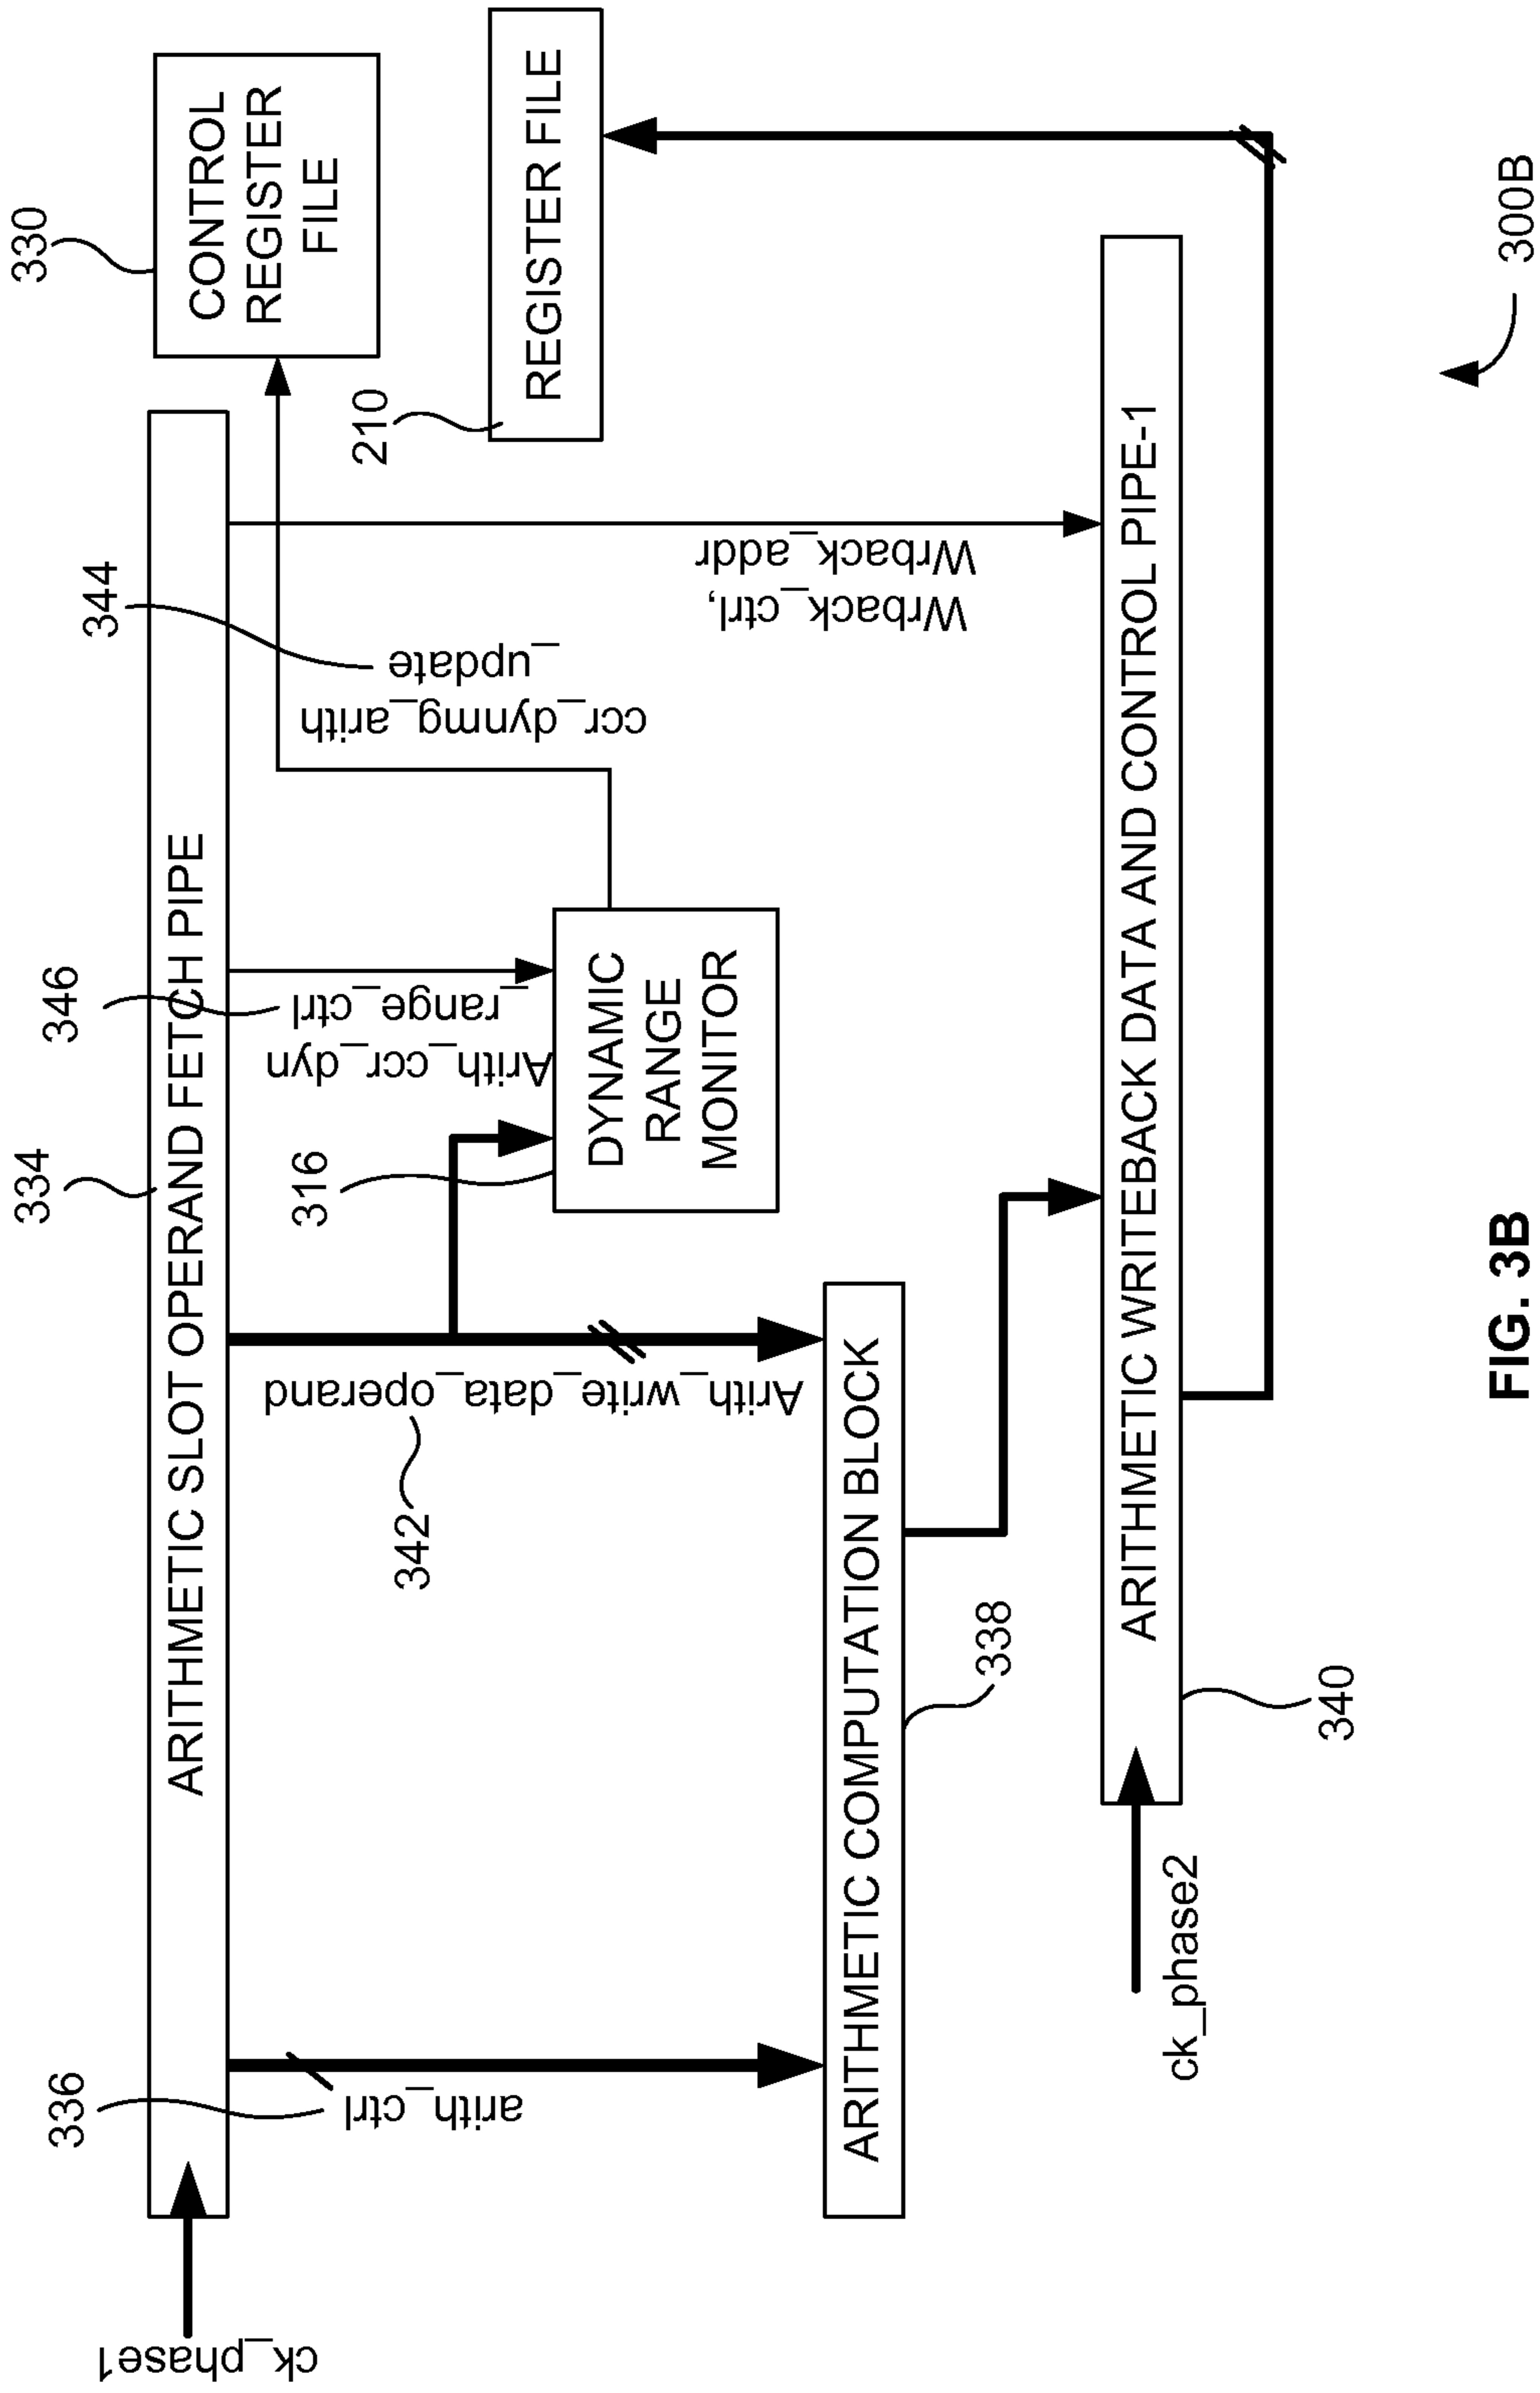 ck_phase1
336
arith_ctrl
334
ARITHMETIC SLOT OPERAND FETCH PIPE
346
Arith_ccr_dyn
_range_ctrl
344
ccr_dynrng_arith
_update
330
CONTROL
REGISTER
FILE
342
Arith_write_data_operand
316
DYNAMIC
RANGE
MONITOR
210
REGISTER FILE
Wrback_ctrl,
Wrback_addr
ARITHMETIC COMPUTATION BLOCK
338
ck_phase2
ARITHMETIC WRITEBACK DATA AND CONTROL PIPE-1
340
300B
FIG. 3B